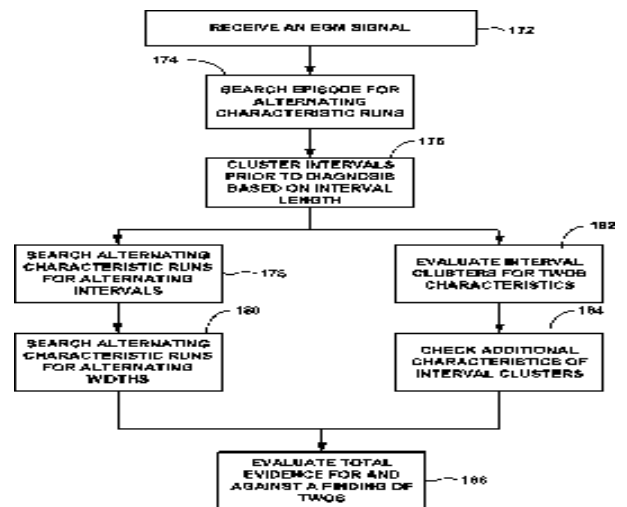 RECEIVE AN EGM SIGNAL
172
174
SEARCH EPISODE FOR
ALTERNATING
CHARACTERISTIC RUNS
176
CLUSTER INTERVALS
PRIOR TO DIAGNOSIS
BASED ON INTERVAL
LENGTH
SEARCH ALTERNATING
CHARACTERISTIC RUNS
FOR ALTERNATING
INTERVALS
178
180
SEARCH ALTERNATING
CHARACTERISTIC RUNS
FOR ALTERNATING
WIDTHS
182
EVALUATE INTERVAL
CLUSTERS FOR TWOS
CHARACTERISTICS
184
CHECK ADDITIONAL
CHARACTERISTICS OF
INTERVAL CLUSTERS
EVALUATE TOTAL
EVIDENCE FOR AND
AGAINST A FINDING OF
TWOS
186